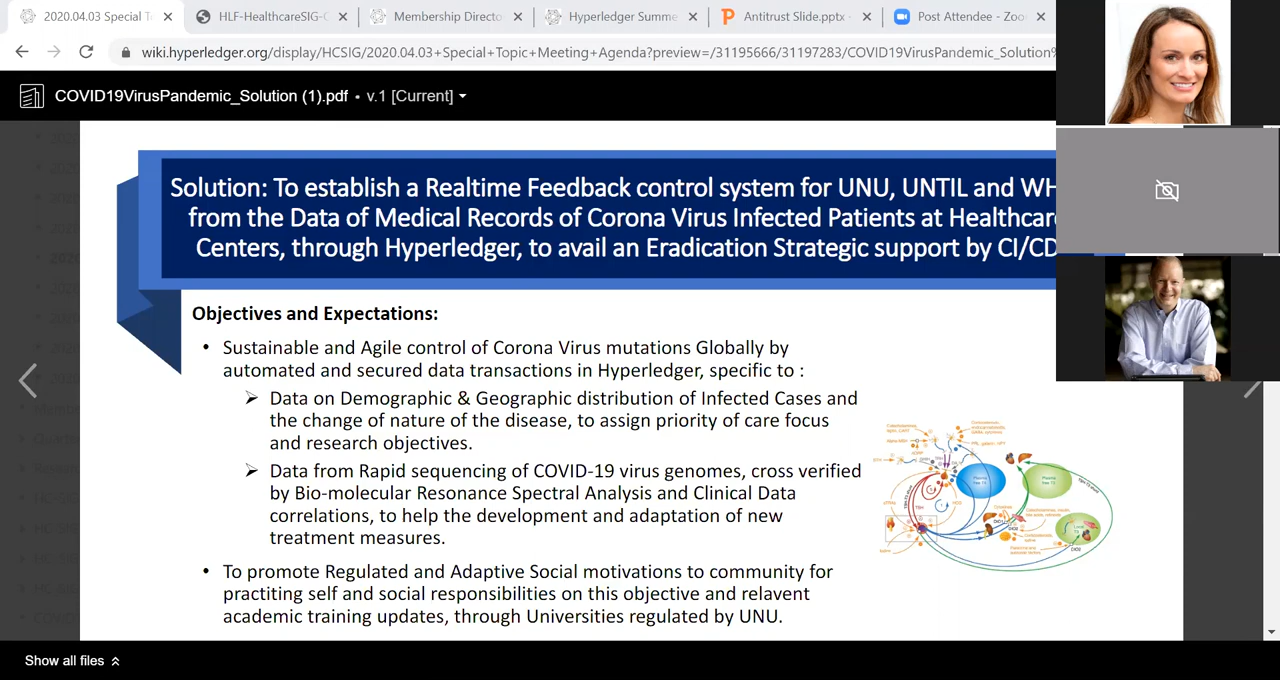 2020.04.03 Special T
HLF-HealthcareSIG-
Membership Directo
Hyperledger Summe
Antitrust Slide.pptx -
Post Attendee - Zoo
wiki.hyperledger.org/display/HCSIG/2020.04.03+Special+Topic+Meeting+Agenda?preview=/31195666/31197283/COVID19VirusPandemic_Solution%
COVID19VirusPandemic_Solution (1).pdf • v.1 [Current]
Solution: To establish a Realtime Feedback control system for UNU, UNTIL and WH
from the Data of Medical Records of Corona Virus Infected Patients at Healthcar
Centers, through Hyperledger, to avail an Eradication Strategic support by CI/CD
Objectives and Expectations:
• Sustainable and Agile control of Corona Virus mutations Globally by
automated and secured data transactions in Hyperledger, specific to :
➢ Data on Demographic & Geographic distribution of Infected Cases and
the change of nature of the disease, to assign priority of care focus
and research objectives.
➢ Data from Rapid sequencing of COVID-19 virus genomes, cross verified
by Bio-molecular Resonance Spectral Analysis and Clinical Data
correlations, to help the development and adaptation of new
treatment measures.
• To promote Regulated and Adaptive Social motivations to community for
practiting self and social responsibilities on this objective and relavent
academic training updates, through Universities regulated by UNU.
Show all files